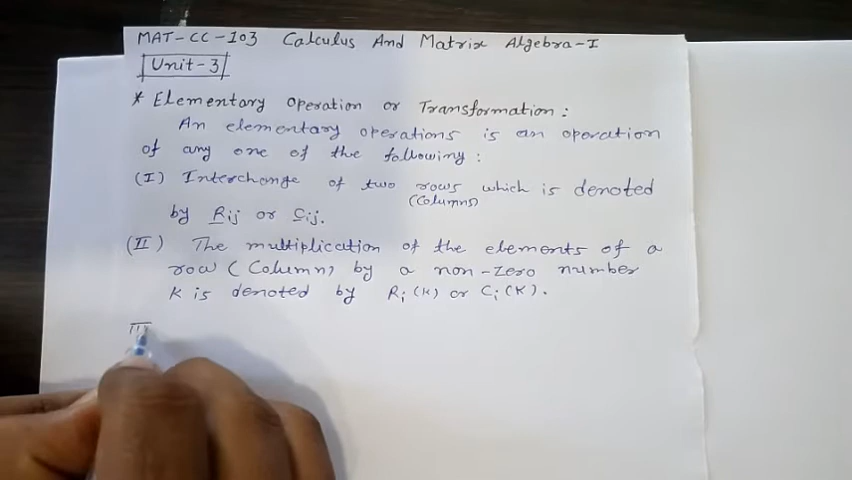 MAT-CC-103 Calculus And Matrix Algebra-I
Unit-3
* Elementary Operation or Transformation:
An elementary operations is an operation
of any one of the following:
(I) Interchange of two rows which is denoted
(Columns)
by Rij or Cij.
(II) The multiplication of the elements of a
row (Column) by a non-zero number
K is denoted by Ri(K) or Ci(K).
III